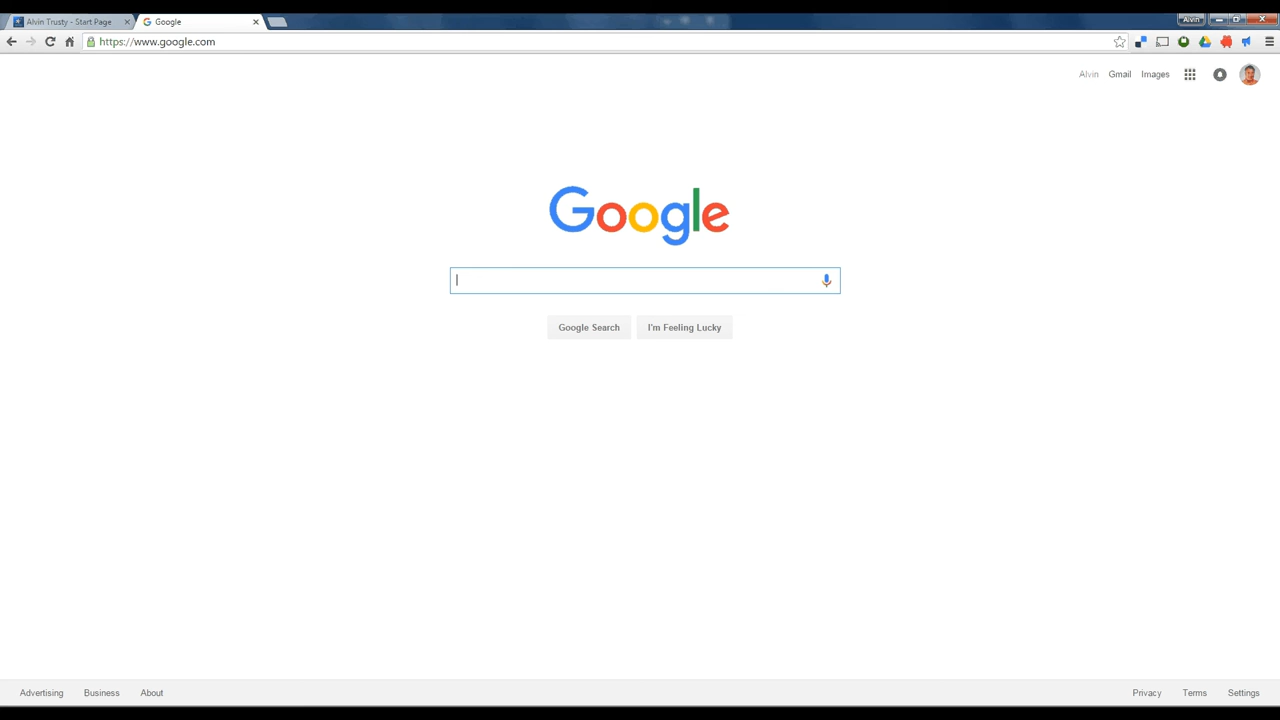 Alvin Trusty - Start Page
Google
Alvin
https://www.google.com
Alvin Gmail Images
Google
Google Search I'm Feeling Lucky
Advertising Business About Privacy Terms Settings